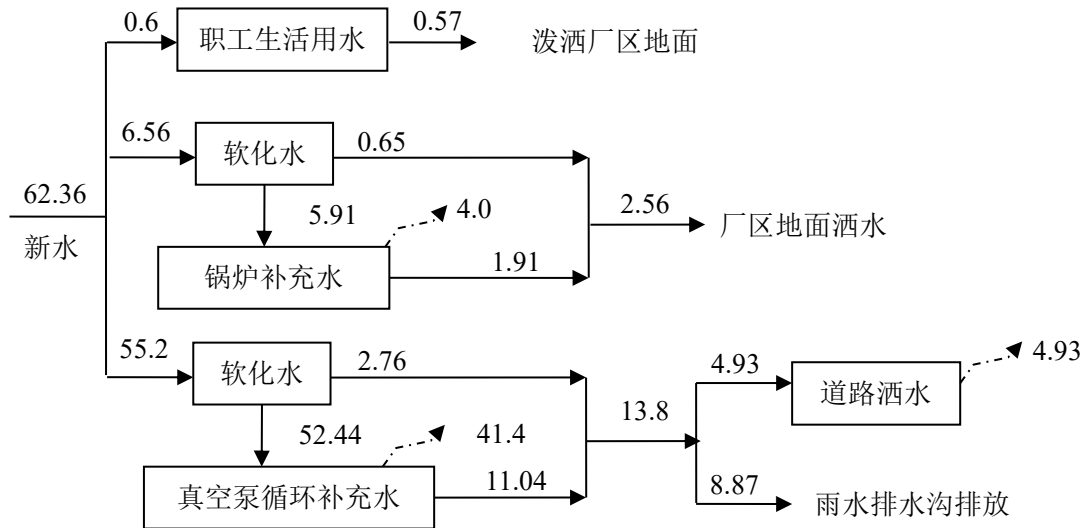 0.6
职工生活用水
0.57
泼洒厂区地面
6.56
软化水
0.65
62.36
新水
5.91
4.0
2.56
厂区地面洒水
锅炉补充水
1.91
55.2
软化水
2.76
4.93
道路洒水
4.93
13.8
52.44
41.4
真空泵循环补充水
11.04
8.87
雨水排水沟排放